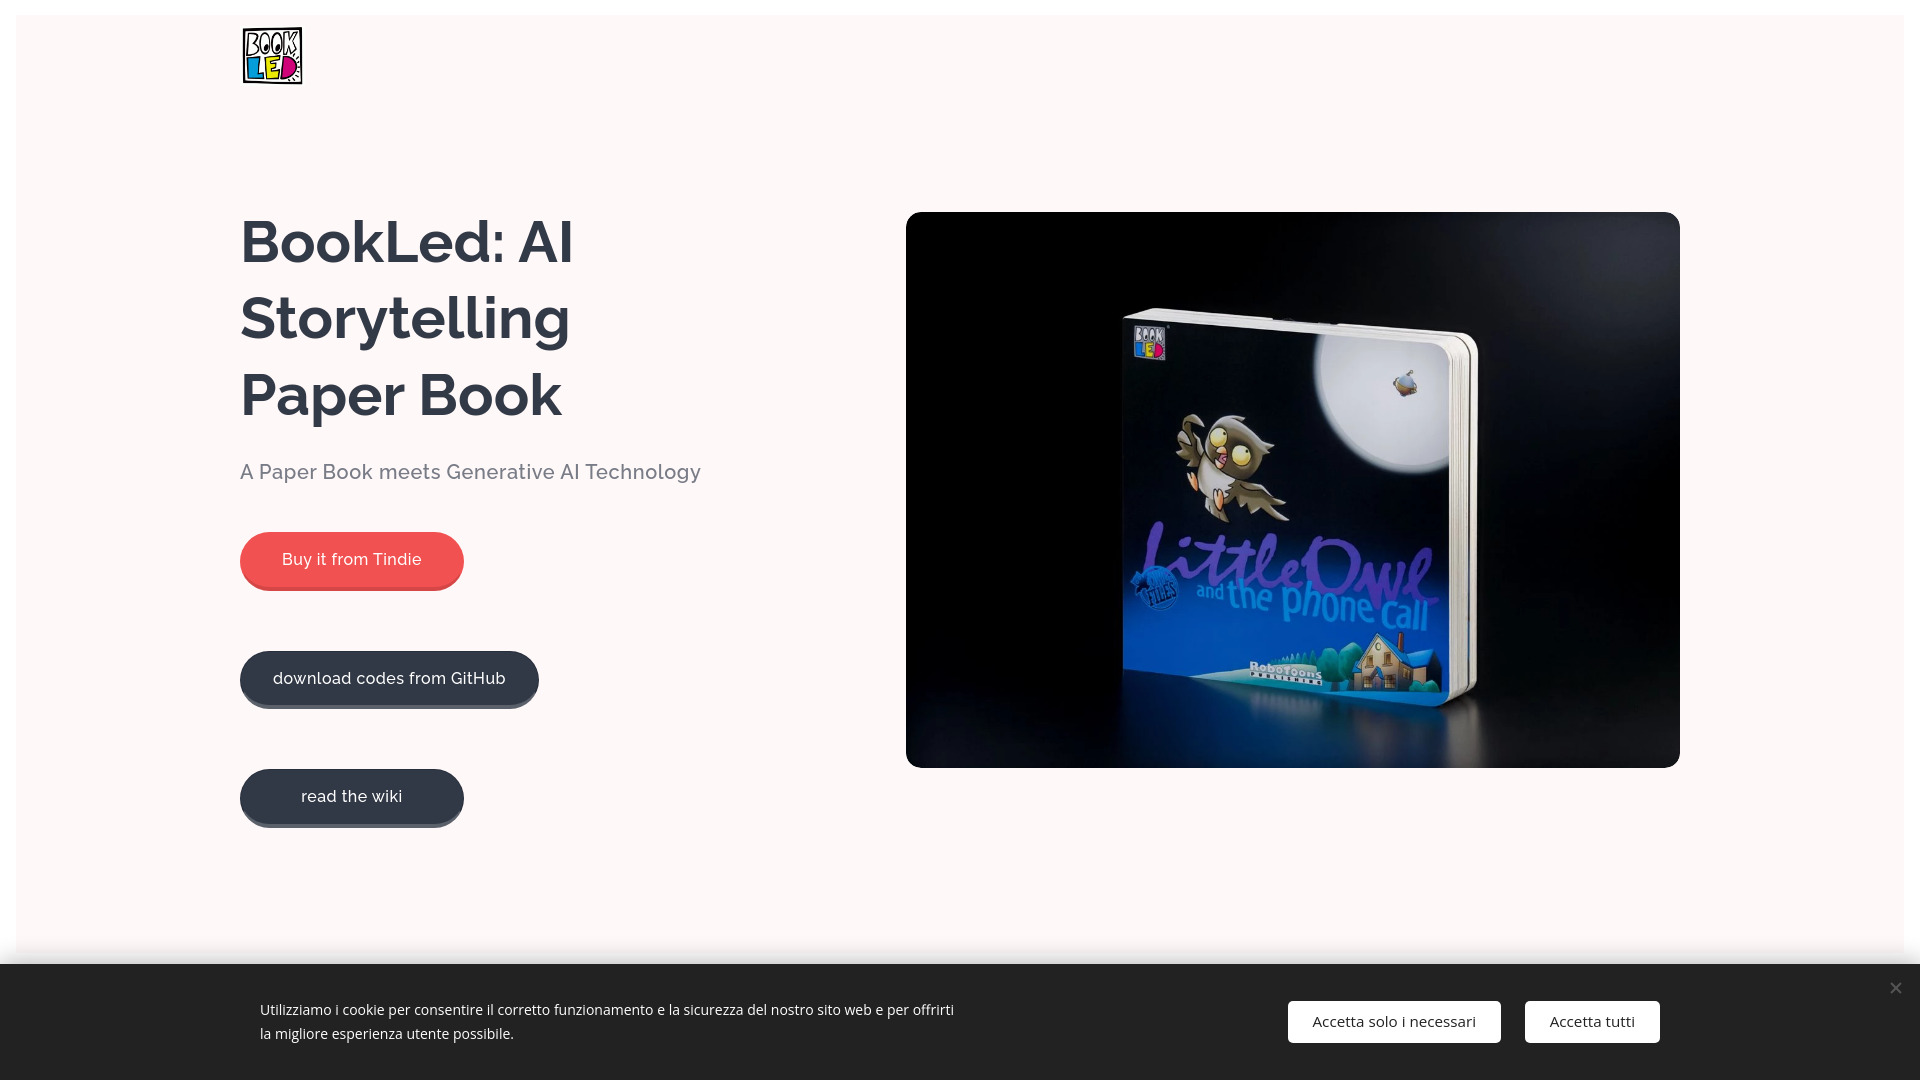 BOOK
LED
BookLed: AI
Storytelling
Paper Book
A Paper Book meets Generative AI Technology
Buy it from Tindie
download codes from GitHub
read the wiki
BOOK
LED
Little Owl
and the phone call
FILES
RoboToons
PUBLISHING
Utilizziamo i cookie per consentire il corretto funzionamento e la sicurezza del nostro sito web e per offrirti
la migliore esperienza utente possibile.
Accetta solo i necessari
Accetta tutti